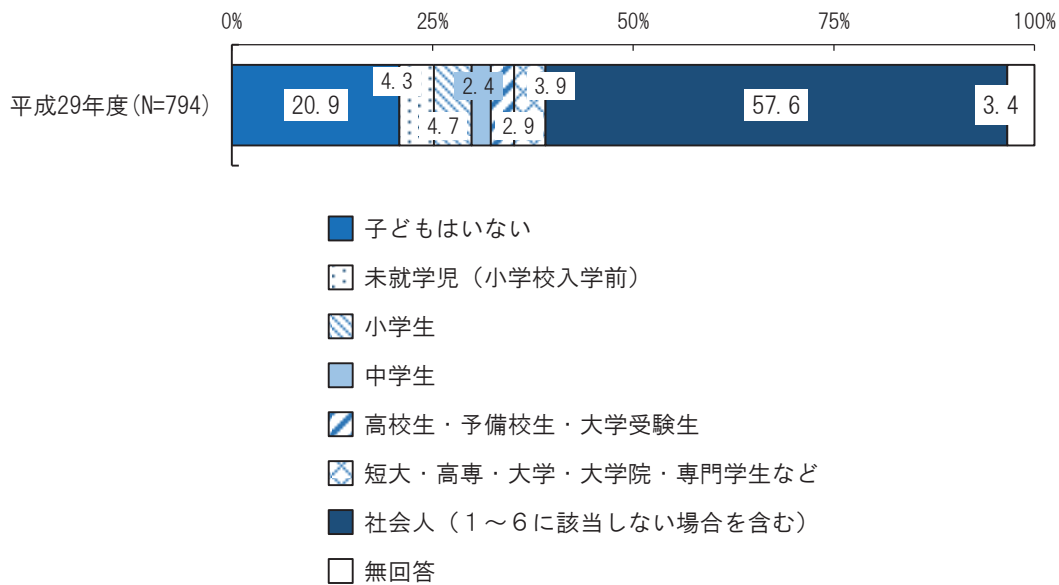 0% 25% 50% 75% 100%
平成29年度(N=794)
20.9 4.3 4.7 2.4 2.9 3.9 57.6 3.4
子どもはいない
未就学児（小学校入学前）
小学生
中学生
高校生・予備校生・大学受験生
短大・高専・大学・大学院・専門学生など
社会人（１～６に該当しない場合を含む）
無回答